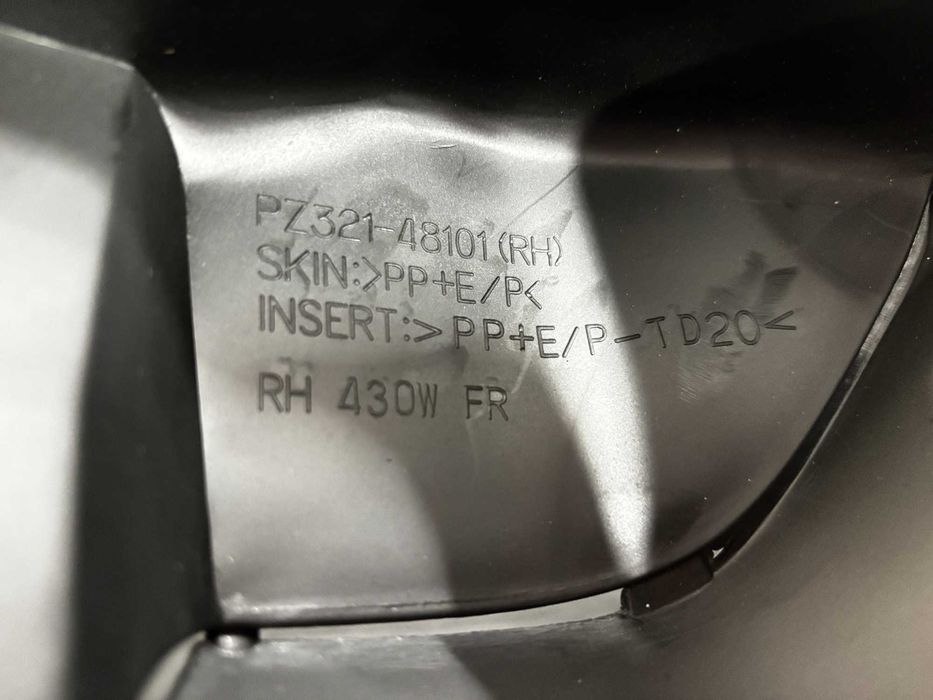 PZ321-48101(RH)
SKIN:>PP+E/P<
INSERT:>PP+E/P-TD20<
RH 430W FR